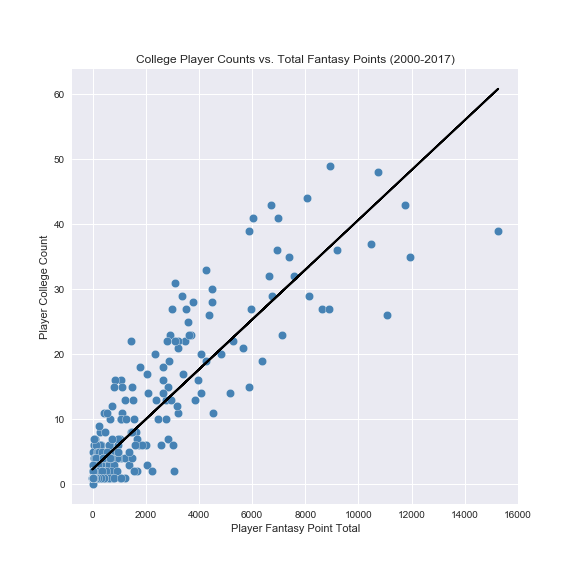 College Player Counts vs. Total Fantasy Points (2000-2017)
60
50
40
30
20
10
0
Player College Count
0 2000 4000 6000 8000 10000 12000 14000 16000
Player Fantasy Point Total